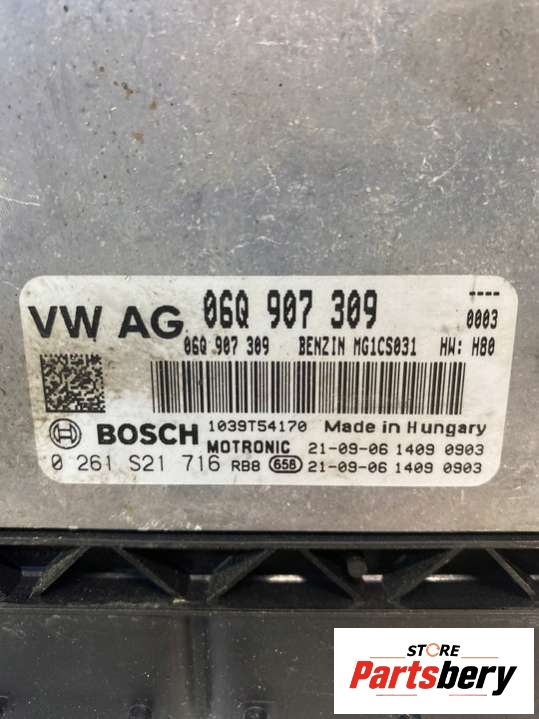 VW AG 06Q 907 309 ----
0003
06Q 907 309 BENZIN MG1CS031 HW: H80
BOSCH 1039T54170 Made in Hungary
MOTRONIC 21-09-06 1409 0903
0 261 S21 716 RB8 658 21-09-06 1409 0903
STORE
Partsbery